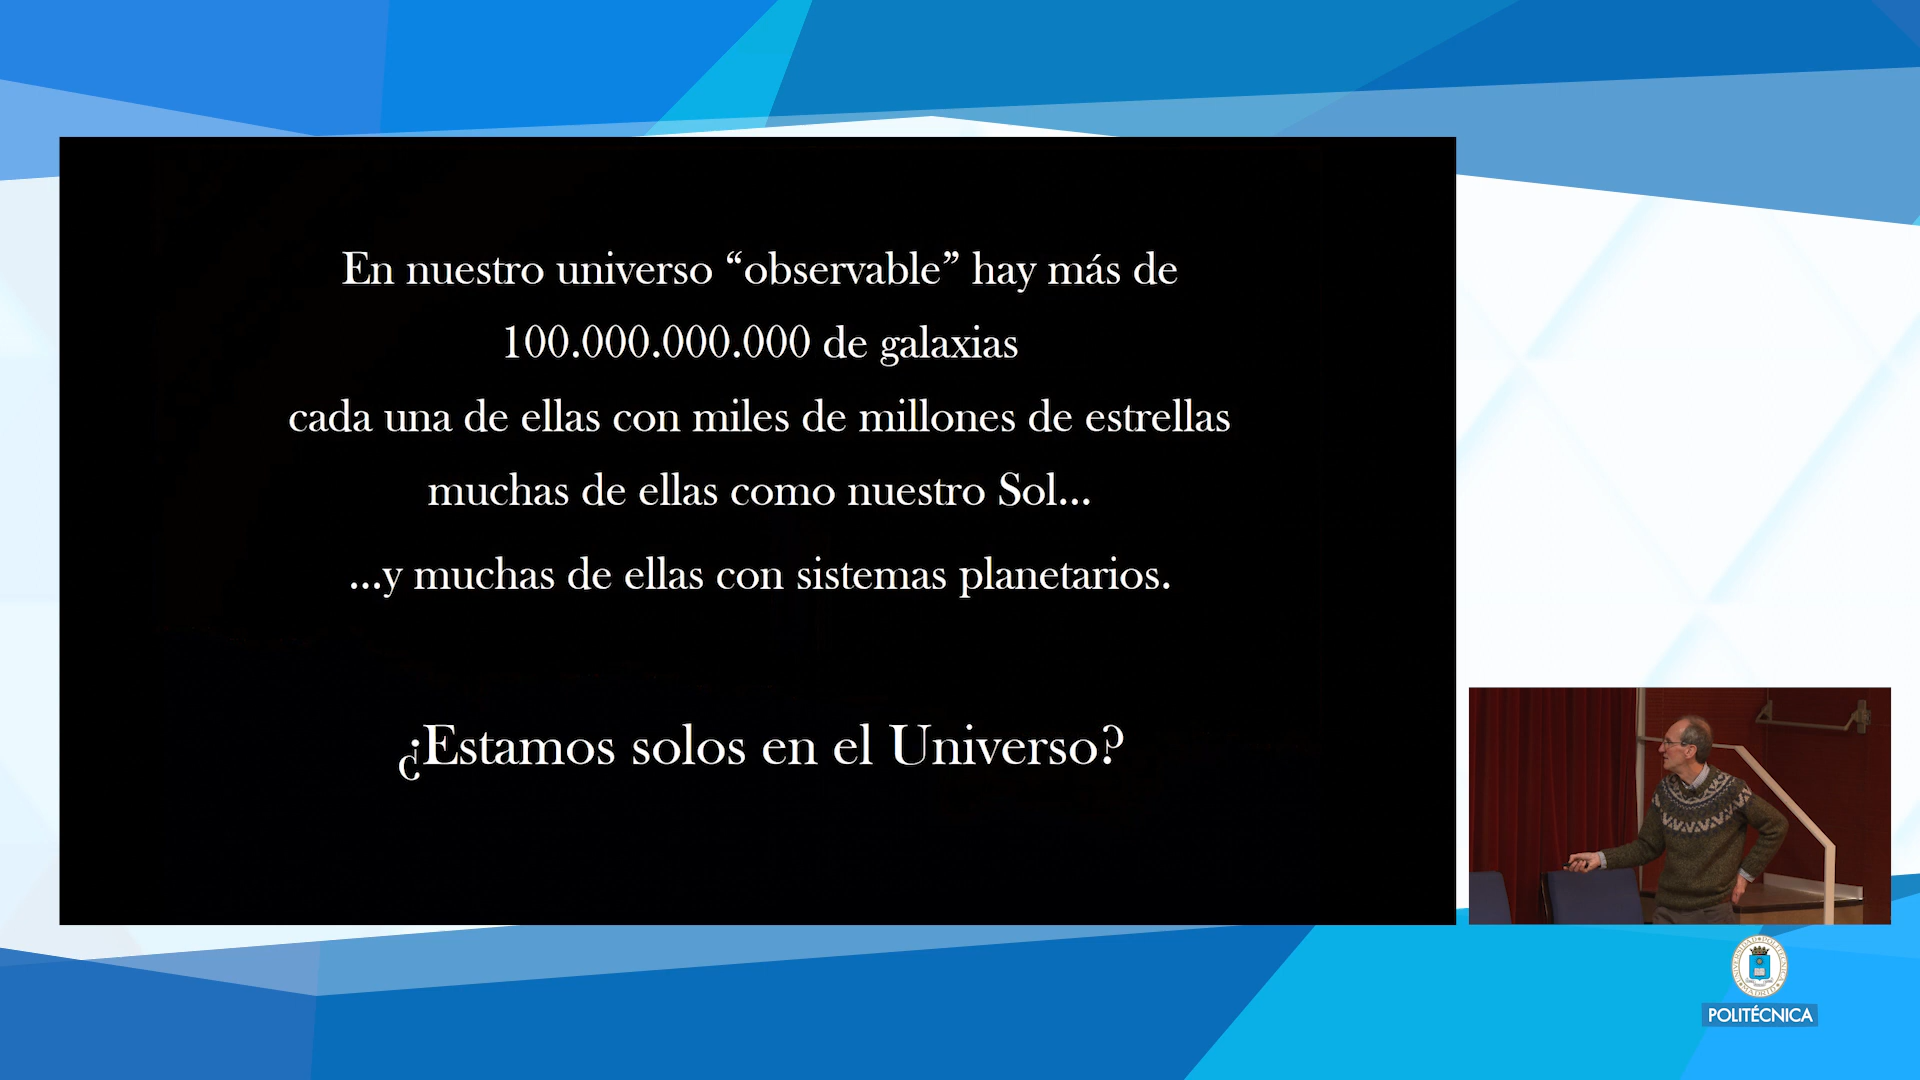 En nuestro universo “observable” hay más de
100.000.000.000 de galaxias
cada una de ellas con miles de millones de estrellas
muchas de ellas como nuestro Sol...
...y muchas de ellas con sistemas planetarios.
¿Estamos solos en el Universo?
POLITÉCNICA